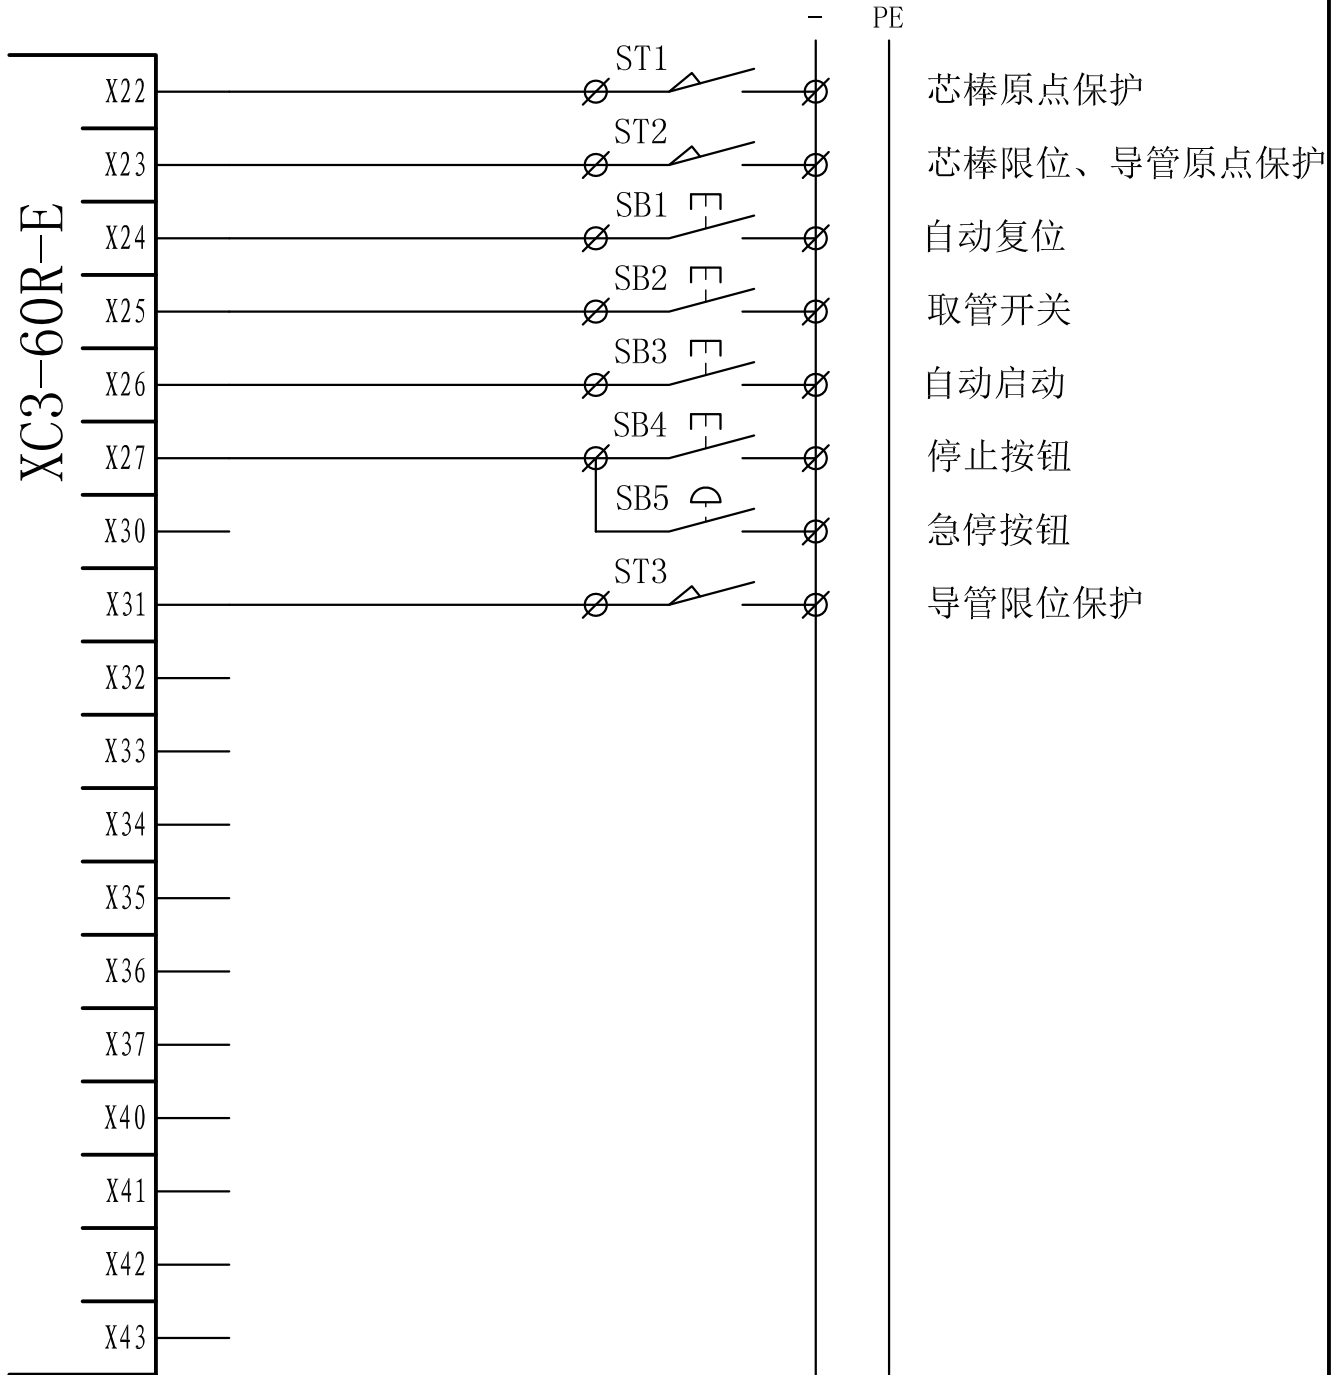 - PE
XC3-60R-E
X22 ST1 芯棒原点保护
X23 ST2 芯棒限位、导管原点保护
X24 SB1 自动复位
X25 SB2 取管开关
X26 SB3 自动启动
X27 SB4 停止按钮
X30 SB5 急停按钮
X31 ST3 导管限位保护
X32
X33
X34
X35
X36
X37
X40
X41
X42
X43